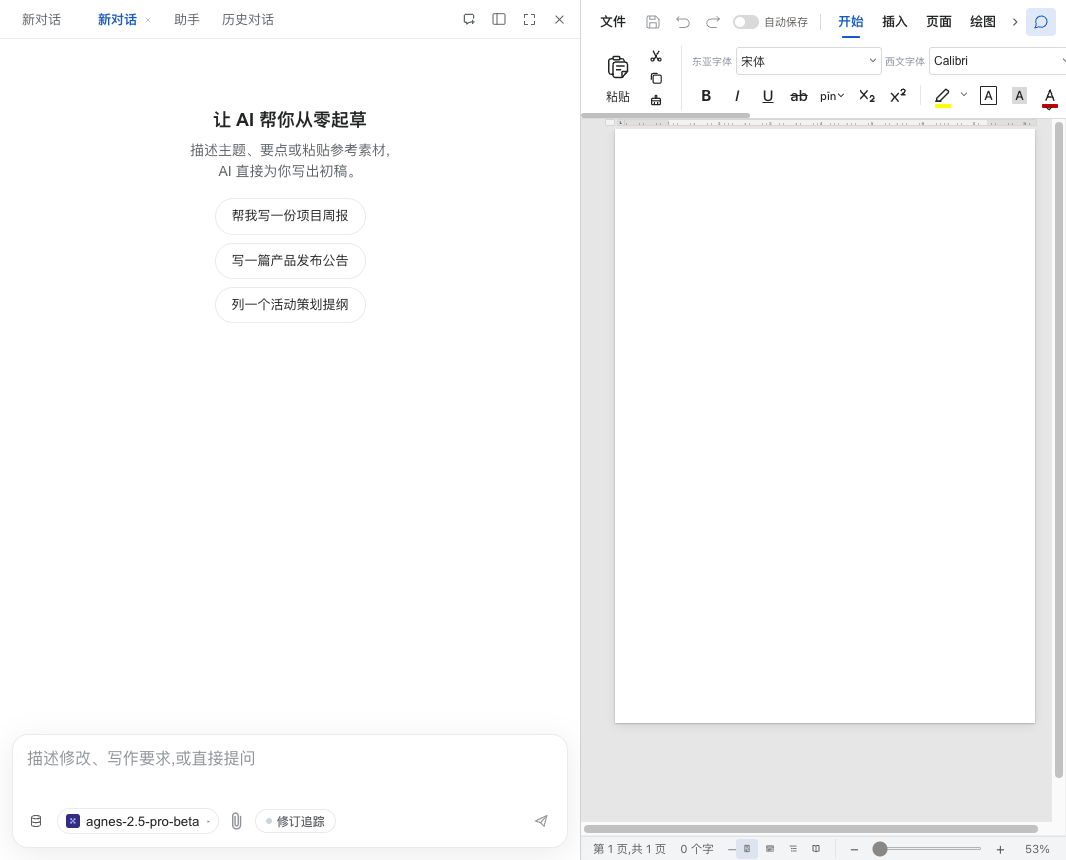 新对话
新对话
助手
历史对话
让 AI 帮你从零起草
描述主题、要点或粘贴参考素材,
AI 直接为你写出初稿。
帮我写一份项目周报
写一篇产品发布公告
列一个活动策划提纲
描述修改、写作要求,或直接提问
agnes-2.5-pro-beta
修订追踪
文件
自动保存
开始
插入
页面
绘图
粘贴
东亚字体
宋体
西文字体
Calibri
B I U ab pīn X₂ X² A A A
第 1 页,共 1 页
0 个字
53%